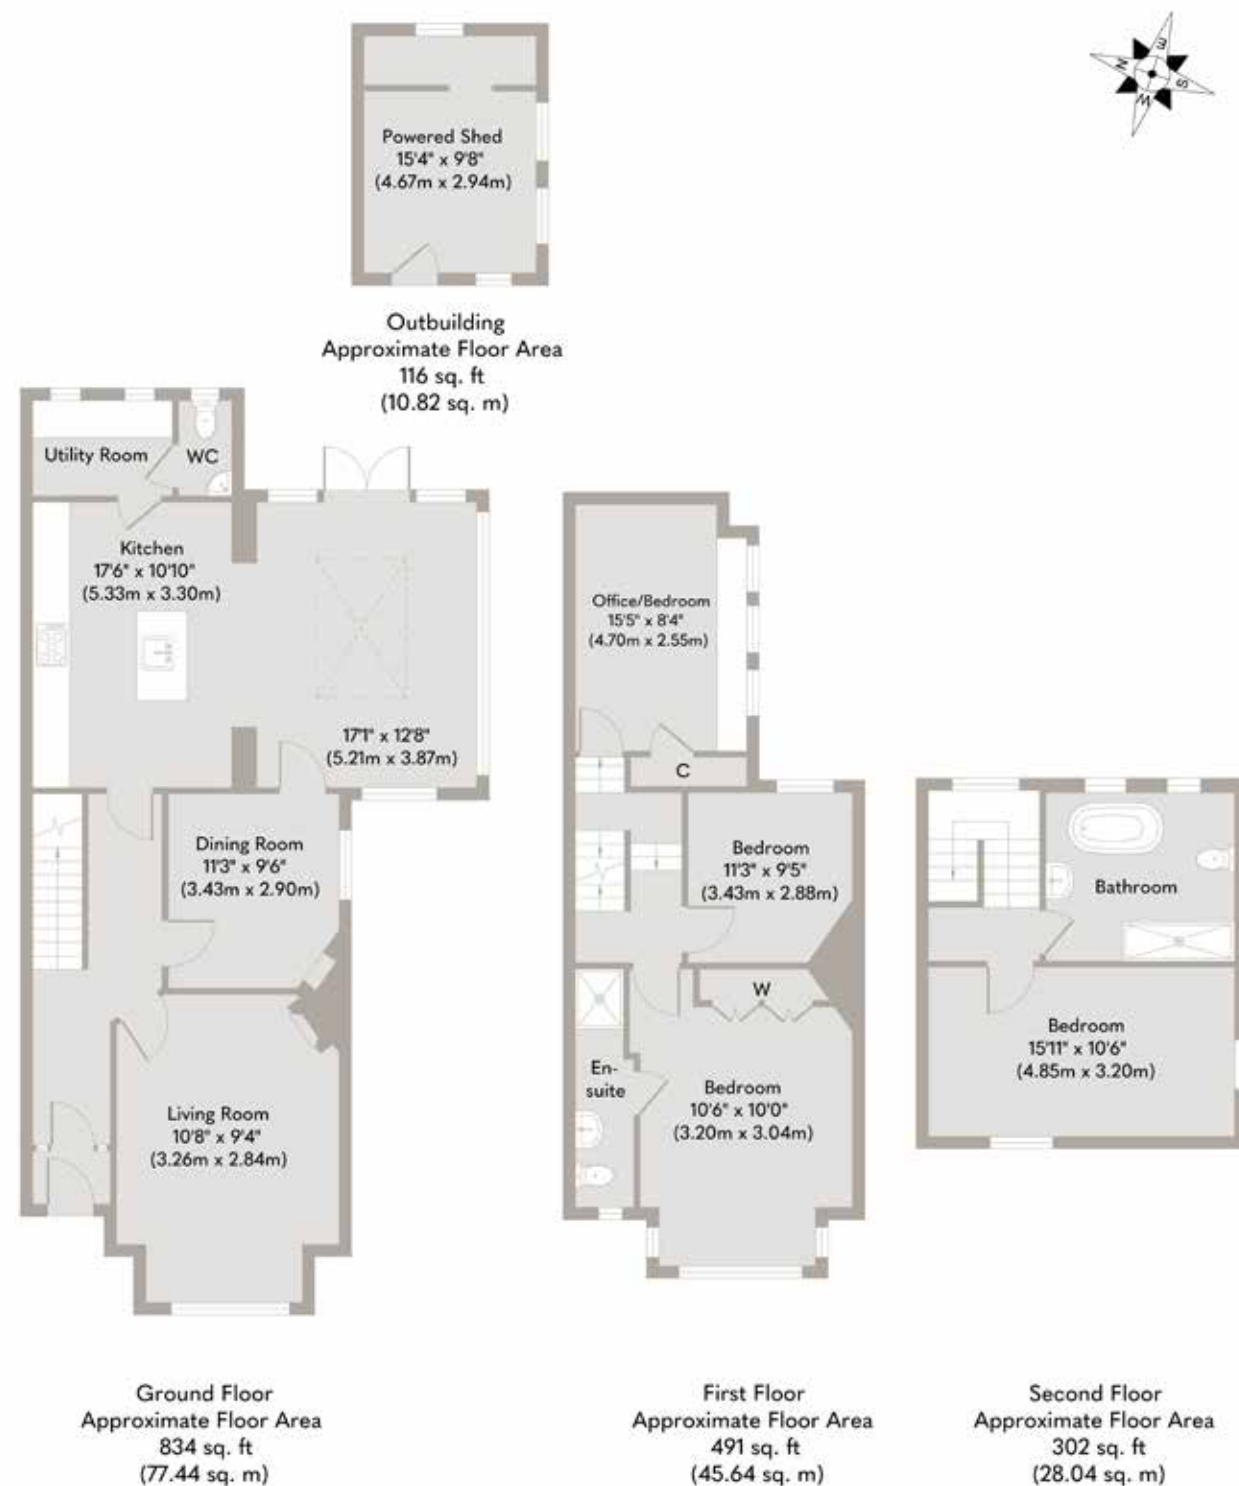 N
E
S
W
Powered Shed
15'4" x 9'8"
(4.67m x 2.94m)
Outbuilding
Approximate Floor Area
116 sq. ft
(10.82 sq. m)
Utility Room
WC
Kitchen
17'6" x 10'10"
(5.33m x 3.30m)
17'1" x 12'8"
(5.21m x 3.87m)
Dining Room
11'3" x 9'6"
(3.43m x 2.90m)
Living Room
10'8" x 9'4"
(3.26m x 2.84m)
Ground Floor
Approximate Floor Area
834 sq. ft
(77.44 sq. m)
Office/Bedroom
15'5" x 8'4"
(4.70m x 2.55m)
C
Bedroom
11'3" x 9'5"
(3.43m x 2.88m)
W
En-
suite
Bedroom
10'6" x 10'0"
(3.20m x 3.04m)
First Floor
Approximate Floor Area
491 sq. ft
(45.64 sq. m)
Bathroom
Bedroom
15'11" x 10'6"
(4.85m x 3.20m)
Second Floor
Approximate Floor Area
302 sq. ft
(28.04 sq. m)